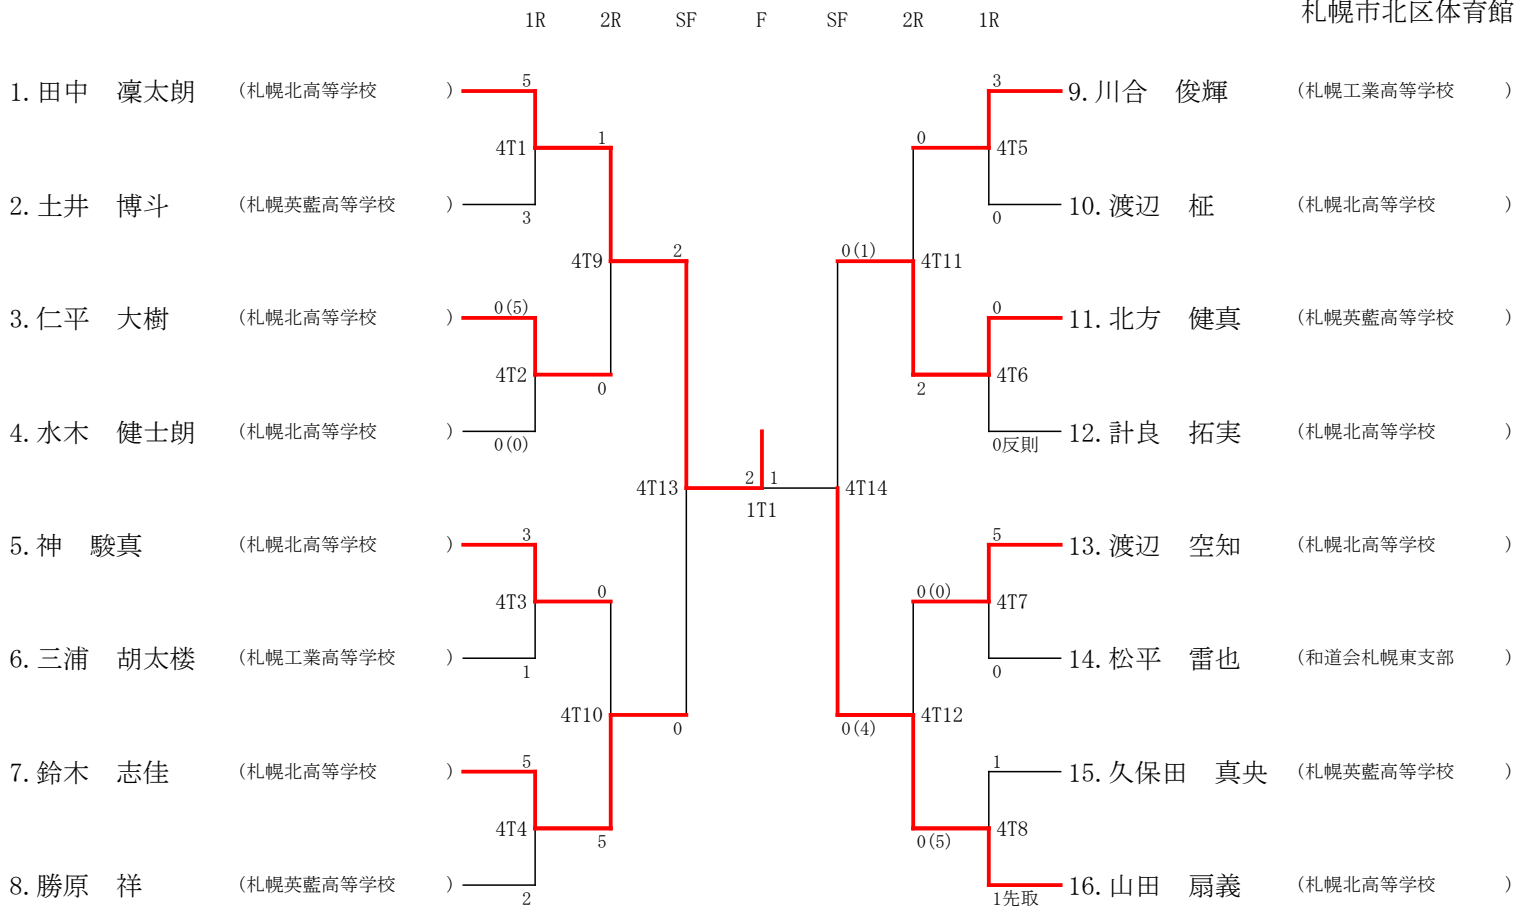 札幌市北区体育館
1R 2R SF F SF 2R 1R
1. 田中　凜太朗 (札幌北高等学校 ) 5
3 9. 川合　俊輝 (札幌工業高等学校 )
4T1 1
0 4T5
2. 土井　博斗 (札幌英藍高等学校 ) 3
0 10. 渡辺　柾 (札幌北高等学校 )
4T9 2
0(1) 4T11
3. 仁平　大樹 (札幌北高等学校 ) 0(5)
0 11. 北方　健真 (札幌英藍高等学校 )
4T2 0
2 4T6
4. 水木　健士朗 (札幌北高等学校 ) 0(0)
0反則 12. 計良　拓実 (札幌北高等学校 )
4T13 2 1 4T14
1T1
5. 神　駿真 (札幌北高等学校 ) 3
5 13. 渡辺　空知 (札幌北高等学校 )
4T3 0
0(0) 4T7
6. 三浦　胡太楼 (札幌工業高等学校 ) 1
0 14. 松平　雷也 (和道会札幌東支部 )
4T10 0
0(4) 4T12
7. 鈴木　志佳 (札幌北高等学校 ) 5
1 15. 久保田　真央 (札幌英藍高等学校 )
4T4 5
0(5) 4T8
8. 勝原　祥 (札幌英藍高等学校 ) 2
1先取 16. 山田　扇義 (札幌北高等学校 )